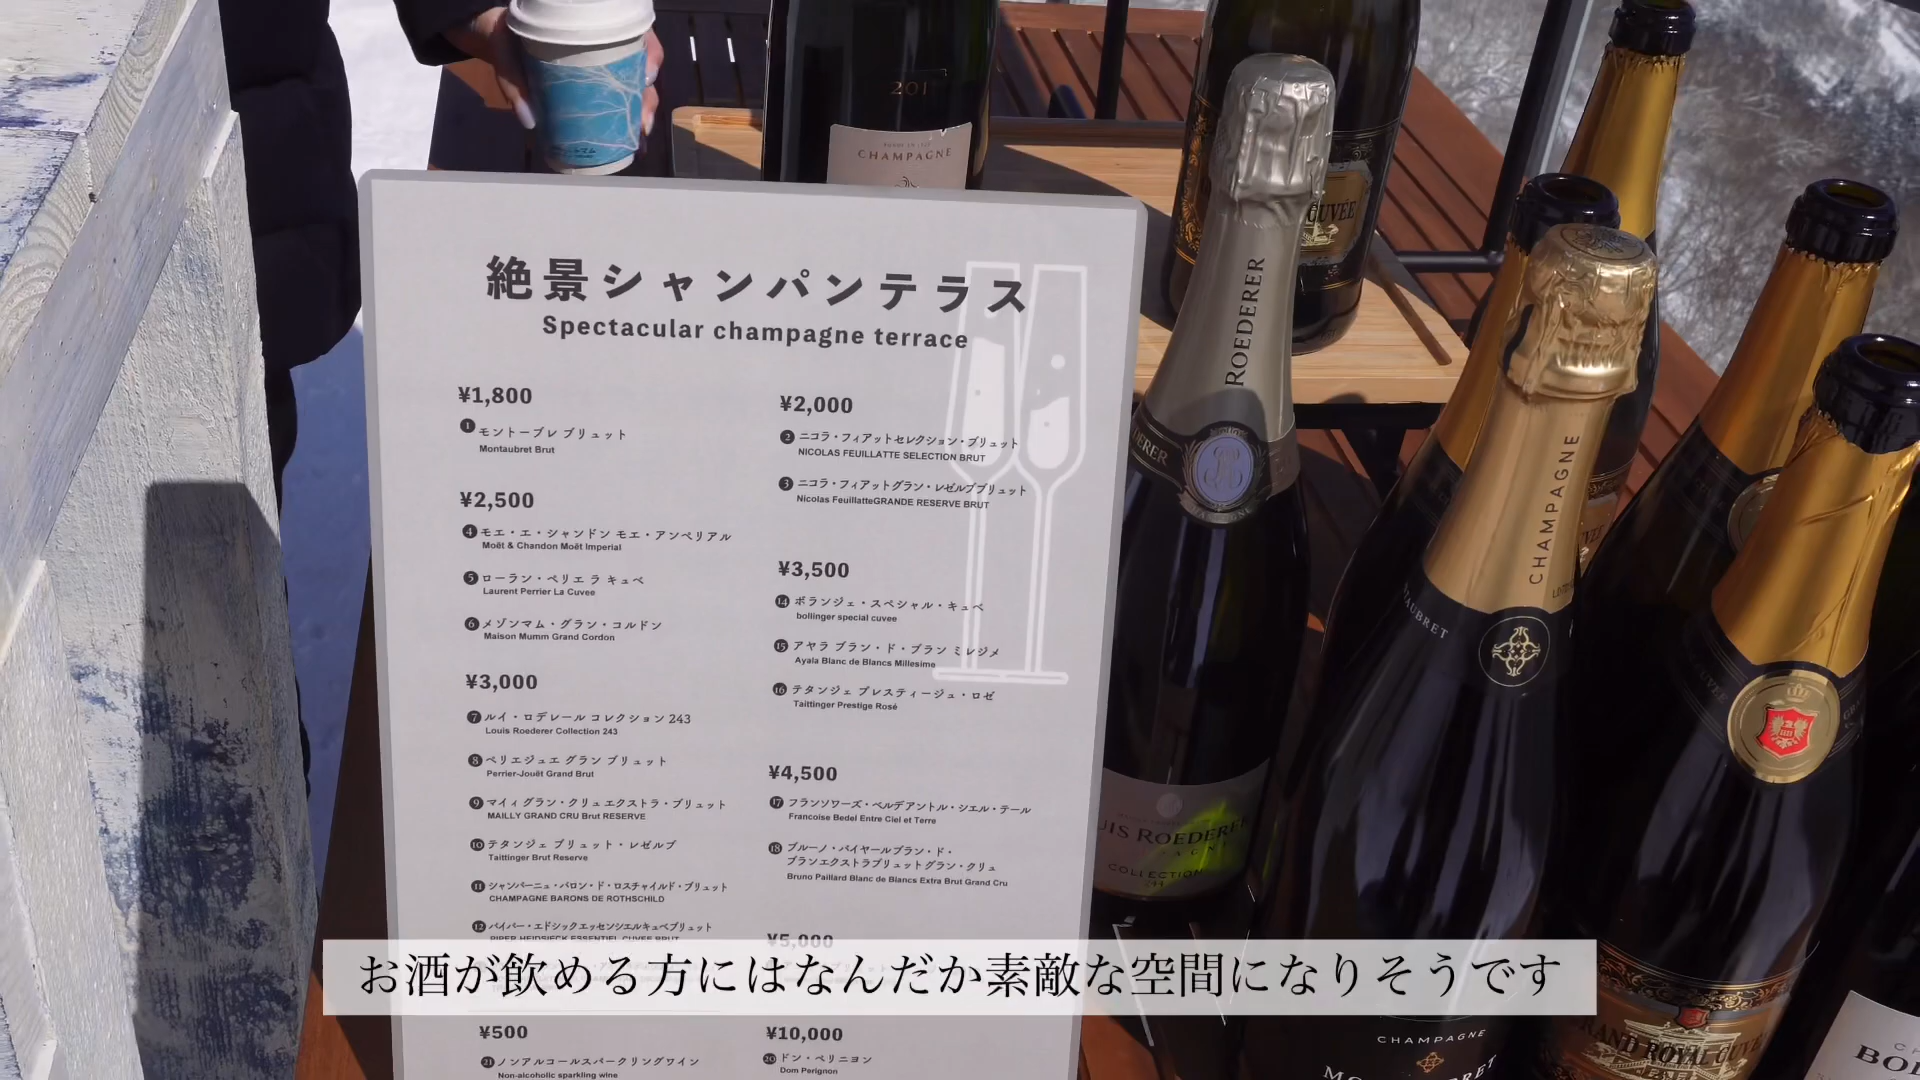 201
CHAMPAGNE
CUVÉE
ROEDERER
絶景シャンパンテラス
Spectacular champagne terrace
¥1,800
1 モントーブレ ブリュット
Montaubret Brut
¥2,500
4 モエ・エ・シャンドン モエ・アンペリアル
Moët & Chandon Moët Imperial
5 ローラン・ペリエ ラ キュベ
Laurent Perrier La Cuvee
6 メゾンマム・グラン・コルドン
Maison Mumm Grand Cordon
¥3,000
7 ルイ・ロデレール コレクション 243
Louis Roederer Collection 243
8 ペリエジュエ グラン ブリュット
Perrier-Jouët Grand Brut
9 マイィ グラン・クリュ エクストラ・ブリュット
MAILLY GRAND CRU Brut RESERVE
10 テタンジェ ブリュット・レゼルブ
Taittinger Brut Reserve
11 シャンパーニュ・バロン・ド・ロスチャイルド・ブリュット
CHAMPAGNE BARONS DE ROTHSCHILD
12 パイパー・エドシックエッセンシエルキュベブリュット
PIPER HEIDSIECK ESSENTIEL CUVEE BRUT
¥500
21 ノンアルコールスパークリングワイン
Non-alcoholic sparkling wine
¥2,000
2 ニコラ・フィアットセレクション・ブリュット
NICOLAS FEUILLATTE SELECTION BRUT
3 ニコラ・フィアットグラン・レゼルブブリュット
Nicolas FeuillatteGRANDE RESERVE BRUT
¥3,500
14 ボランジェ・スペシャル・キュベ
bollinger special cuvee
15 アヤラ ブラン・ド・ブラン ミレジメ
Ayala Blanc de Blancs Millesime
16 テタンジェ プレスティージュ・ロゼ
Taittinger Prestige Rosé
¥4,500
17 フランソワーズ・ベルデアントル・シエル・テール
Francoise Bedel Entre Ciel et Terre
18 ブルーノ・パイヤールブラン・ド・
ブランエクストラブリュットグラン・クリュ
Bruno Paillard Blanc de Blancs Extra Brut Grand Cru
¥5,000
¥10,000
20 ドン・ペリニヨン
Dom Perignon
CHAMPAGNE
UIS ROEDERER
COLLECTION
CHAMPAGNE
GRAND ROYAL CUVÉE
お酒が飲める方にはなんだか素敵な空間になりそうです